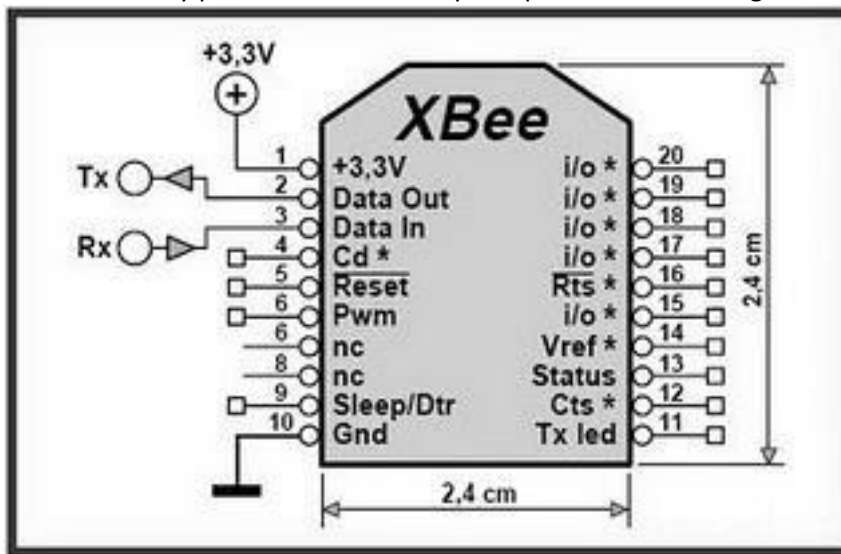 +3,3V
XBee
Tx
Rx
1 +3,3V
2 Data Out
3 Data In
4 Cd *
5 Reset
6 Pwm
6 nc
8 nc
9 Sleep/Dtr
10 Gnd
i/o * 20
i/o * 19
i/o * 18
i/o * 17
Rts * 16
i/o * 15
Vref * 14
Status 13
Cts * 12
Tx led 11
2,4 cm
2,4 cm